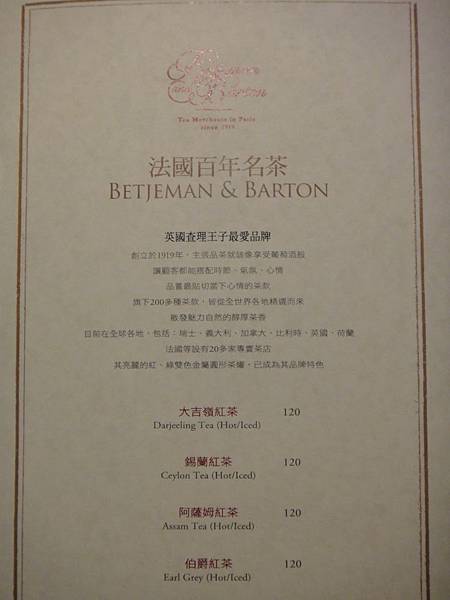 Betjeman
and Barton
Tea Merchants in Paris
since 1919
法國百年名茶
BETJEMAN & BARTON
英國查理王子最愛品牌
創立於1919年，主張品茶就該像享受葡萄酒般
讓顧客都能搭配時節、氣氛、心情
品嘗最貼切當下心情的茶款
旗下200多種茶款，皆從全世界各地精選而來
散發魅力自然的醇厚茶香
目前在全球各地，包括：瑞士、義大利、加拿大、比利時、英國、荷蘭
法國等設有20多家專賣茶店
其亮麗的紅、綠雙色金屬圓形茶罐，已成為其品牌特色
大吉嶺紅茶 120
Darjeeling Tea (Hot/Iced)
錫蘭紅茶 120
Ceylon Tea (Hot/Iced)
阿薩姆紅茶 120
Assam Tea (Hot/Iced)
伯爵紅茶 120
Earl Grey (Hot/Iced)